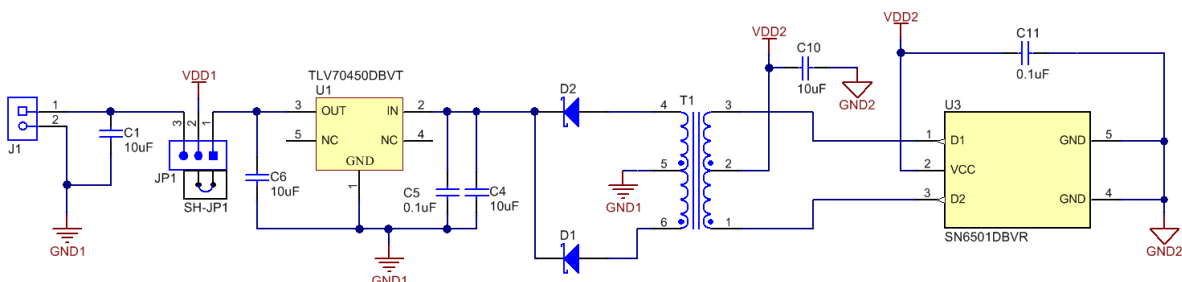 J1
1
2
C1
10uF
GND1
VDD1
3
2
1
JP1
SH-JP1
C6
10uF
TLV70450DBVT
U1
3
OUT
IN
2
5
NC
NC
4
GND
1
GND1
C5
0.1uF
C4
10uF
D2
D1
T1
4
5
6
3
2
1
GND1
VDD2
C10
10uF
GND2
VDD2
C11
0.1uF
U3
1
D1
2
VCC
3
D2
GND
5
GND
4
SN6501DBVR
GND2